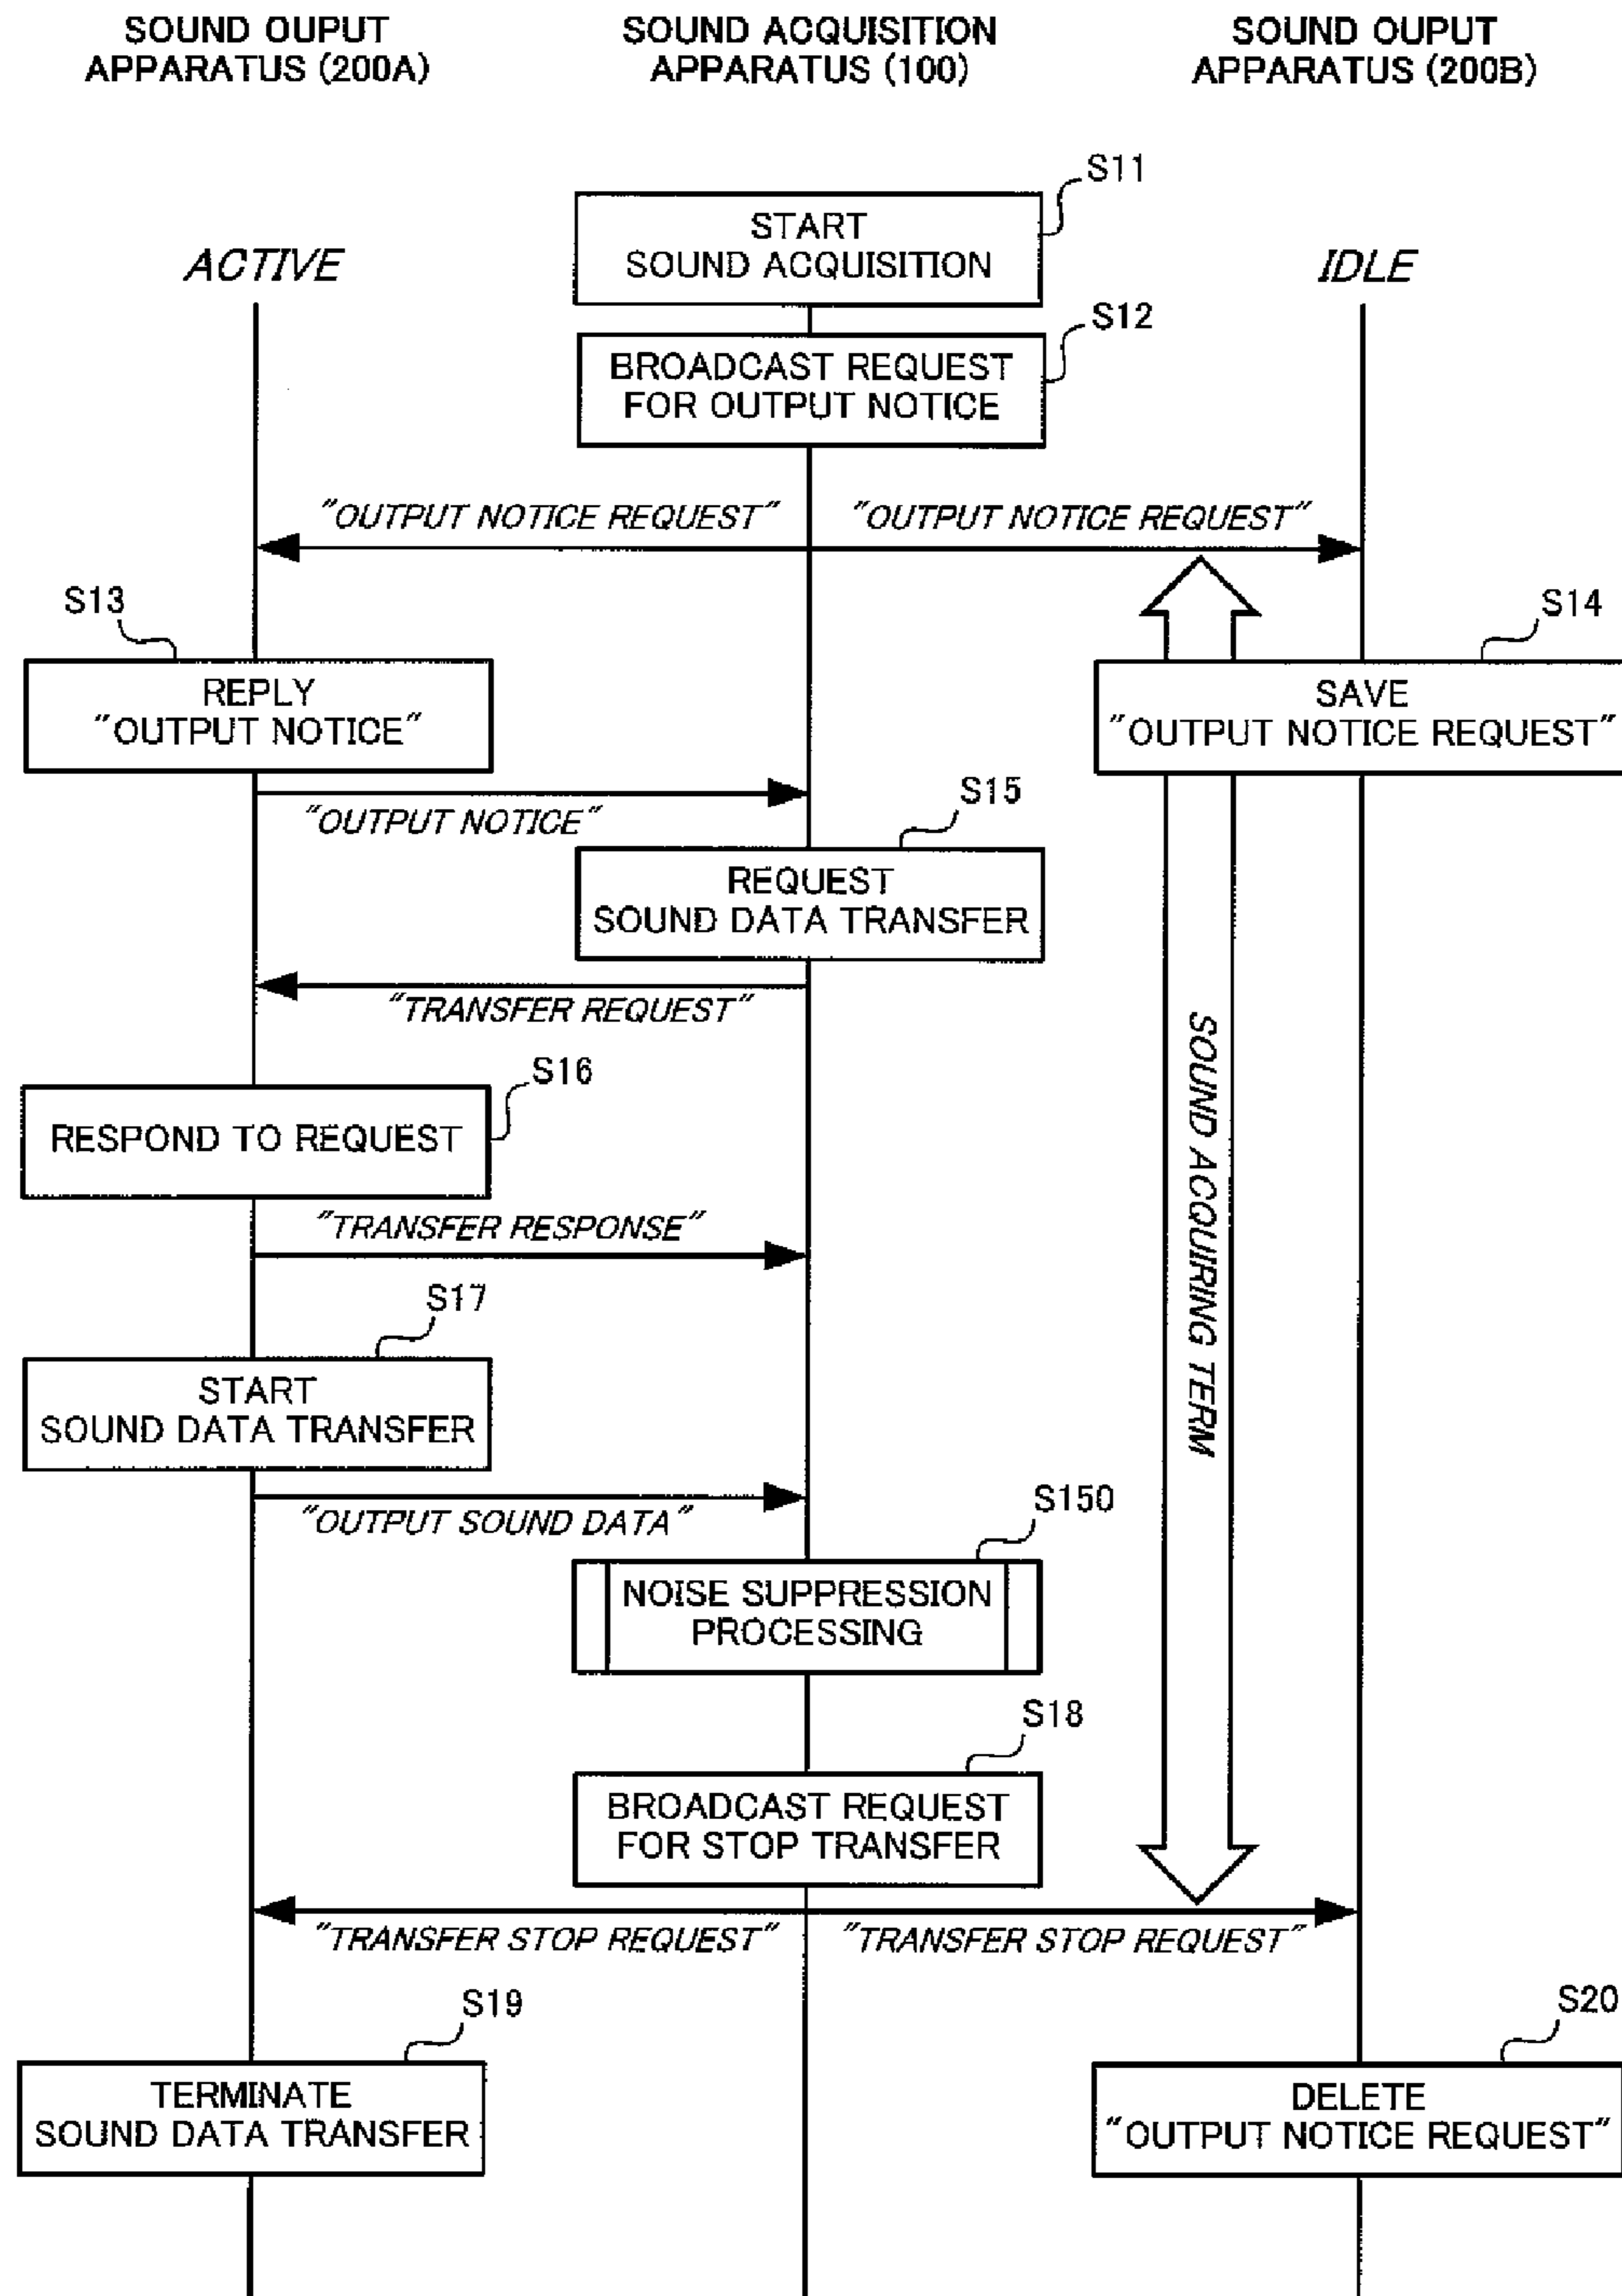 SOUND OUPUT
APPARATUS (200A)
SOUND ACQUISITION
APPARATUS (100)
SOUND OUPUT
APPARATUS (200B)
S11
START
SOUND ACQUISITION
ACTIVE
IDLE
S12
BROADCAST REQUEST
FOR OUTPUT NOTICE
"OUTPUT NOTICE REQUEST"
"OUTPUT NOTICE REQUEST"
S13
S14
REPLY
"OUTPUT NOTICE"
SAVE
"OUTPUT NOTICE REQUEST"
"OUTPUT NOTICE"
S15
REQUEST
SOUND DATA TRANSFER
"TRANSFER REQUEST"
SOUND ACQUIRING TERM
S16
RESPOND TO REQUEST
"TRANSFER RESPONSE"
S17
START
SOUND DATA TRANSFER
"OUTPUT SOUND DATA"
S150
NOISE SUPPRESSION
PROCESSING
S18
BROADCAST REQUEST
FOR STOP TRANSFER
"TRANSFER STOP REQUEST"
"TRANSFER STOP REQUEST"
S19
S20
TERMINATE
SOUND DATA TRANSFER
DELETE
"OUTPUT NOTICE REQUEST"